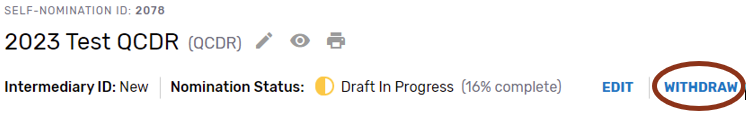 SELF-NOMINATION ID: 2078
2023 Test QCDR (QCDR)
Intermediary ID: New Nomination Status: Draft In Progress (16% complete) EDIT WITHDRAW